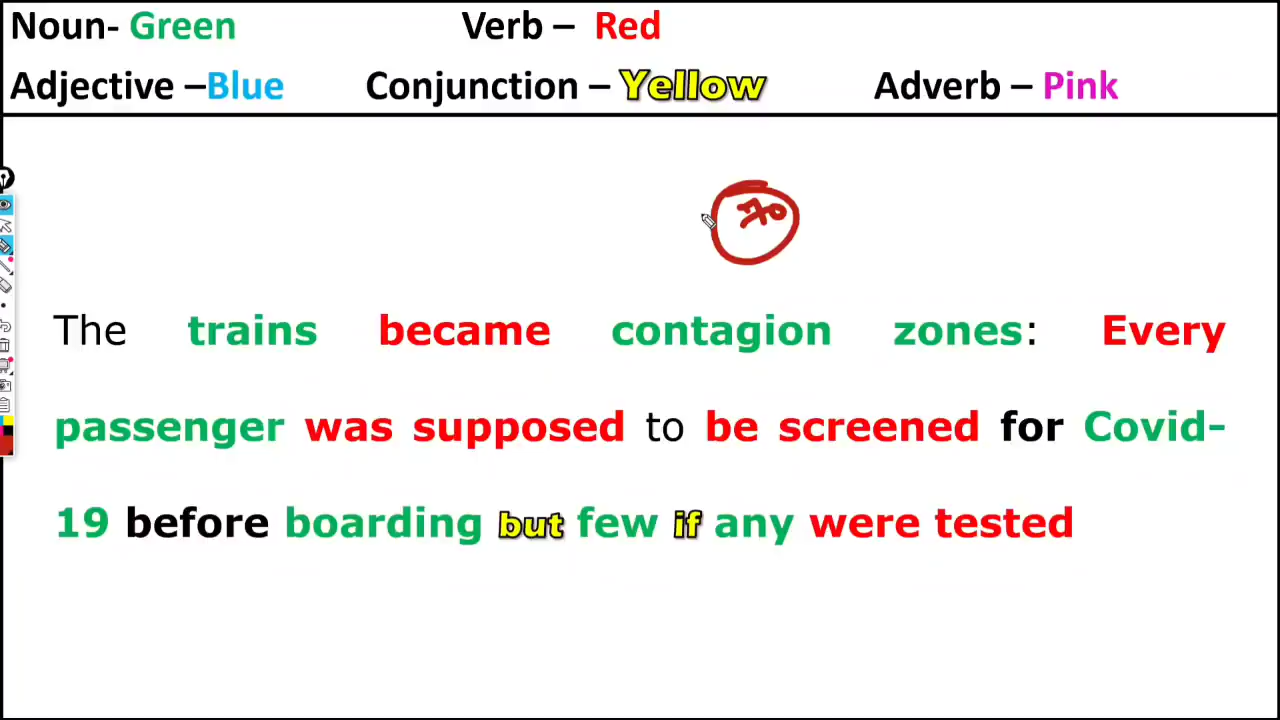 Noun- Green Verb – Red
Adjective –Blue Conjunction – Yellow Adverb – Pink
70
The trains became contagion zones: Every
passenger was supposed to be screened for Covid-
19 before boarding but few if any were tested